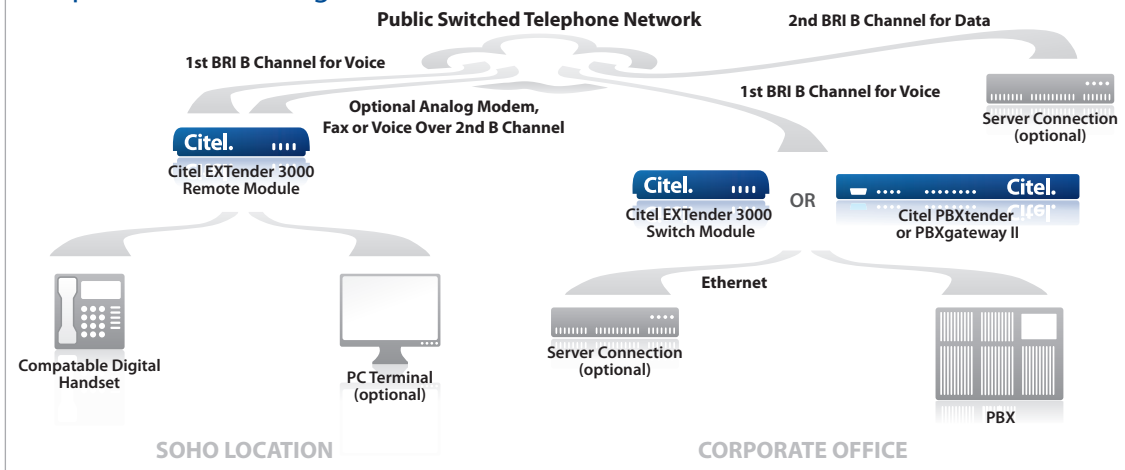 Public Switched Telephone Network
2nd BRI B Channel for Data
1st BRI B Channel for Voice
Optional Analog Modem,
Fax or Voice Over 2nd B Channel
1st BRI B Channel for Voice
Server Connection
(optional)
Citel.
Citel EXTender 3000
Remote Module
Citel.
Citel EXTender 3000
Switch Module
OR
Citel.
Citel PBXtender
or PBXgateway II
Ethernet
Compatable Digital
Handset
PC Terminal
(optional)
Server Connection
(optional)
PBX
SOHO LOCATION
CORPORATE OFFICE